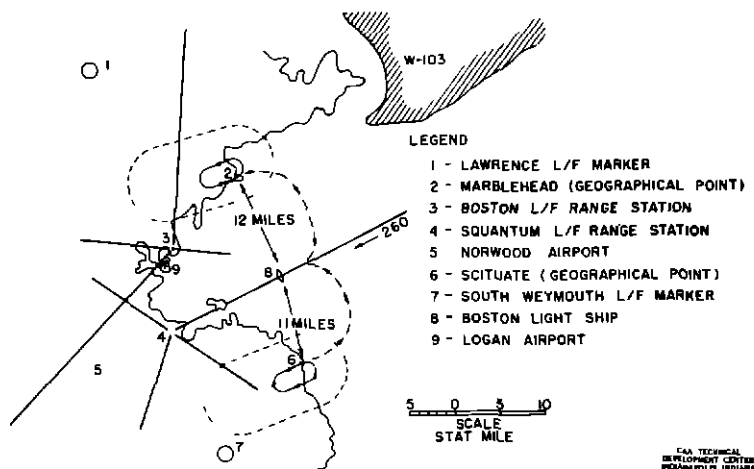 1
W-103
2
12 MILES
3
9
8
260
11 MILES
4
5
6
7
LEGEND
1 - LAWRENCE L/F MARKER
2 - MARBLEHEAD (GEOGRAPHICAL POINT)
3 - BOSTON L/F RANGE STATION
4 - SQUANTUM L/F RANGE STATION
5 NORWOOD AIRPORT
6 - SCITUATE (GEOGRAPHICAL POINT)
7 - SOUTH WEYMOUTH L/F MARKER
8 - BOSTON LIGHT SHIP
9 - LOGAN AIRPORT
5 0 5 10
SCALE
STAT MILE
CAA TECHNICAL
DEVELOPMENT CENTER
INDIANAPOLIS, INDIANA